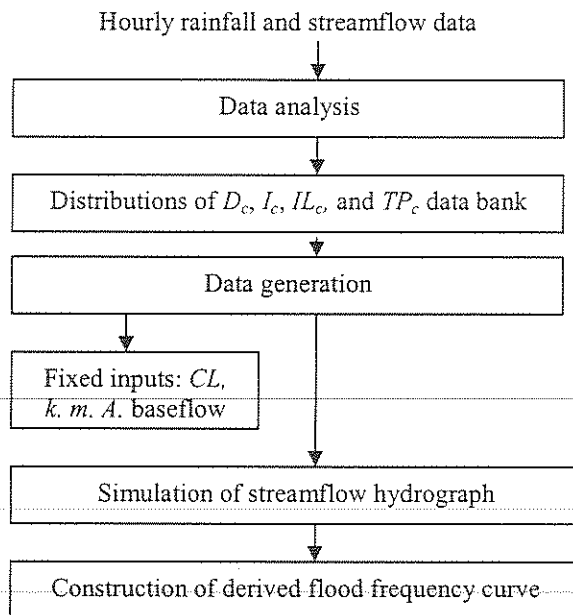 Hourly rainfall and streamflow data
Data analysis
Distributions of Dc, Ic, ILc, and TPc data bank
Data generation
Fixed inputs: CL,
k. m. A. baseflow
Simulation of streamflow hydrograph
Construction of derived flood frequency curve